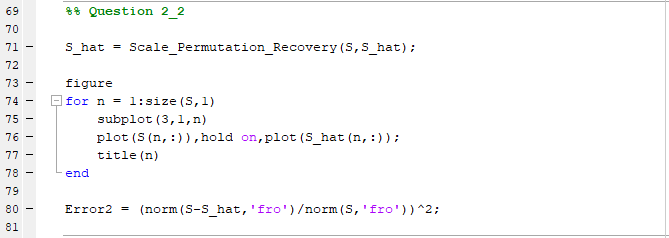 69 %% Question 2_2
70
71 – S_hat = Scale_Permutation_Recovery(S,S_hat);
72
73 – figure
74 – for n = 1:size(S,1)
75 – subplot(3,1,n)
76 – plot(S(n,:)),hold on,plot(S_hat(n,:));
77 – title(n)
78 – end
79
80 – Error2 = (norm(S-S_hat,'fro')/norm(S,'fro'))^2;
81